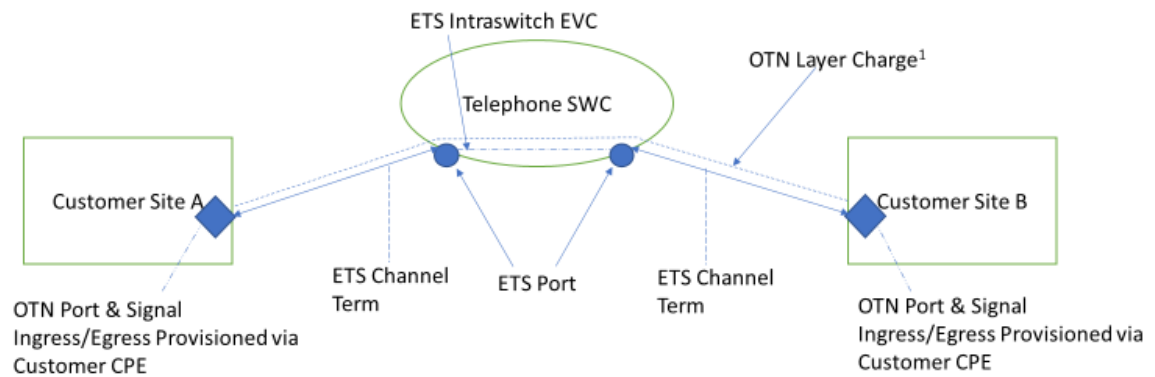 ETS Intraswitch EVC
OTN Layer Charge¹
Telephone SWC
Customer Site A
Customer Site B
ETS Channel
Term
ETS Port
ETS Channel
Term
OTN Port & Signal
Ingress/Egress Provisioned via
Customer CPE
OTN Port & Signal
Ingress/Egress Provisioned via
Customer CPE